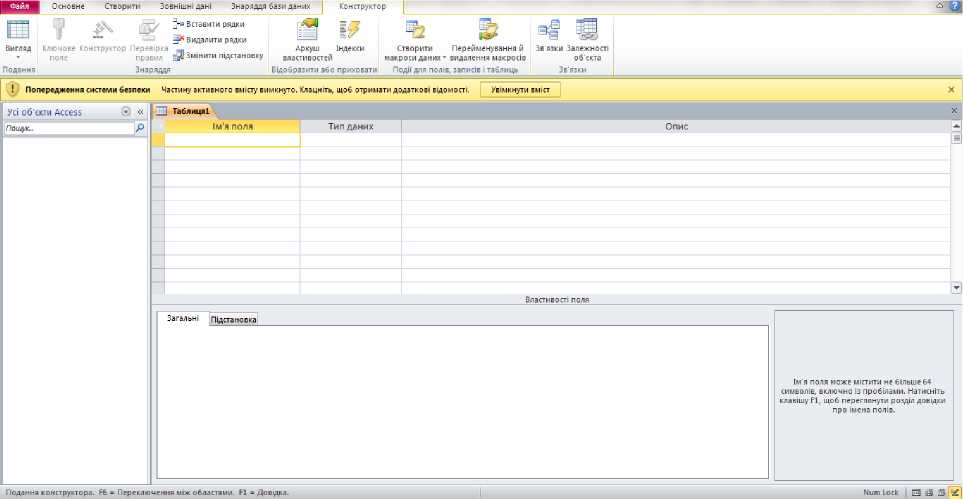 Файл Основне Створити Зовнішні дані Знаряддя бази даних Конструктор
Вигляд
Ключове поле
Конструктор
Перевірка правил
Вставити рядки
Видалити рядки
Змінити підстановку
Аркуш властивостей
Індекси
Створити макроси даних
Перейменування й видалення макросів
Зв'язки
Залежності об'єкта
Подання Знаряддя Відобразити або приховати Події для полів, записів і таблиць Зв'язки
Попередження системи безпеки Частину активного вмісту вимкнуто. Клацніть, щоб отримати додаткові відомості. Увімкнути вміст
Усі об'єкти Access
Пошук...
Таблиця1
Ім'я поля Тип даних Опис
Властивості поля
Загальні Підстановка
Ім'я поля може містити не більше 64
символів, включно із пробілами. Натисніть
клавішу F1, щоб переглянути розділ довідки
про імена полів.
Подання конструктора. F6 = Переключення між областями. F1 = Довідка. Num Lock